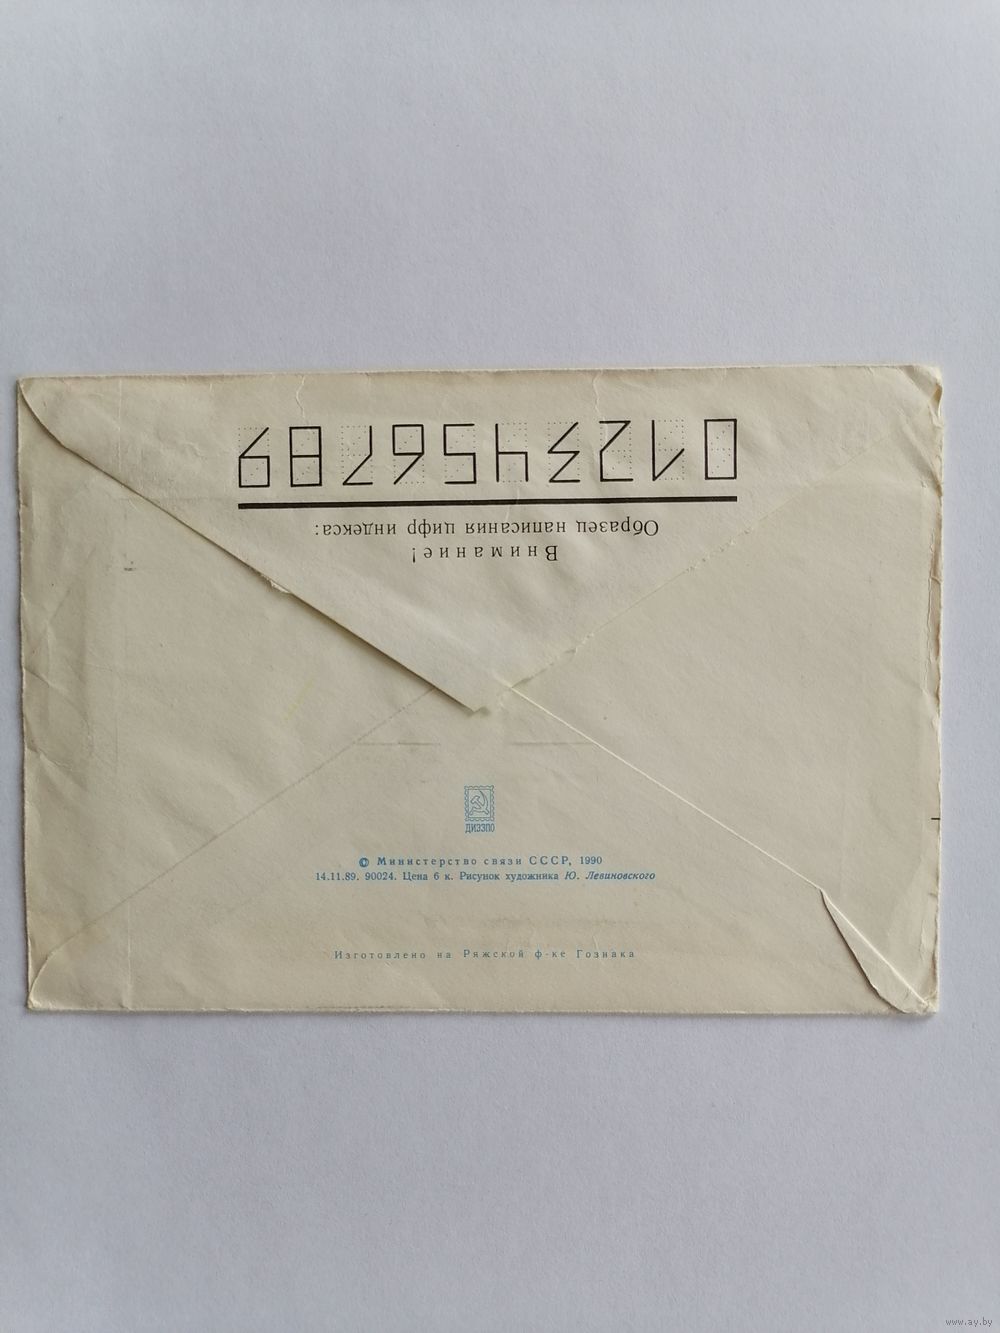 Внимание!
Образец написания цифр индекса:
0123456789
ДИЭЗПО
© Министерство связи СССР, 1990
14.11.89. 90024. Цена 6 к. Рисунок художника Ю. Левиновского
Изготовлено на Ряжской ф-ке Гознака
www.ay.by